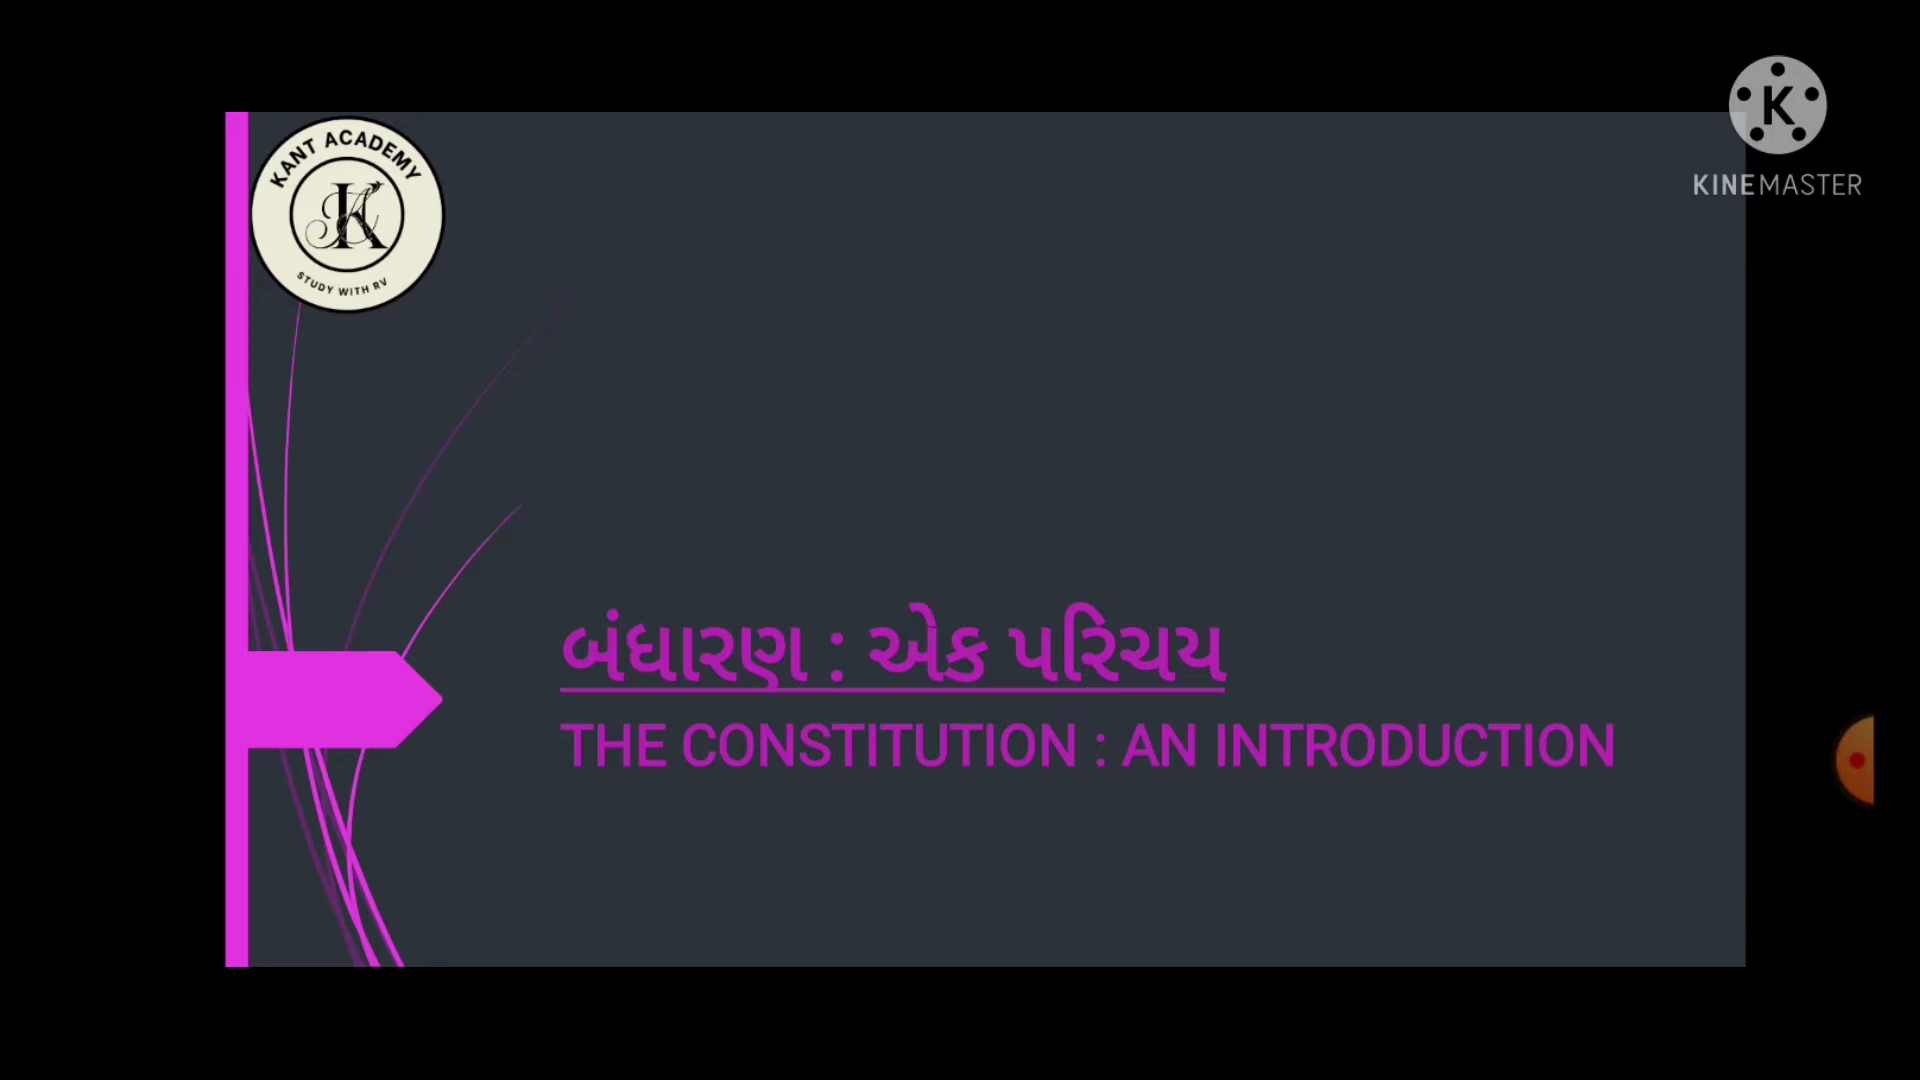 KANT ACADEMY
STUDY WITH RV
K
KINEMASTER
બંધારણ : એક પરિચય
THE CONSTITUTION : AN INTRODUCTION